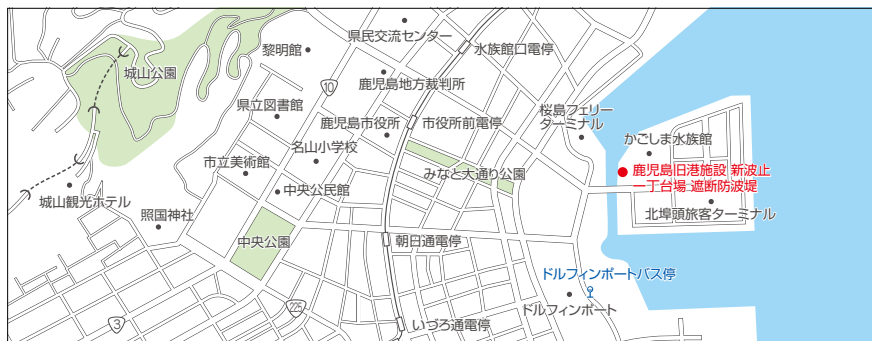 県民交流センター
黎明館
水族館口電停
城山公園
鹿児島地方裁判所
10
県立図書館
桜島フェリー
ターミナル
鹿児島市役所
市役所前電停
かごしま水族館
名山小学校
市立美術館
みなと大通り公園
鹿児島旧港施設 新波止
一丁台場 遮断防波堤
中央公民館
城山観光ホテル
北埠頭旅客ターミナル
照国神社
中央公園
朝日通電停
ドルフィンポートバス停
225
ドルフィンポート
3
いづろ通電停